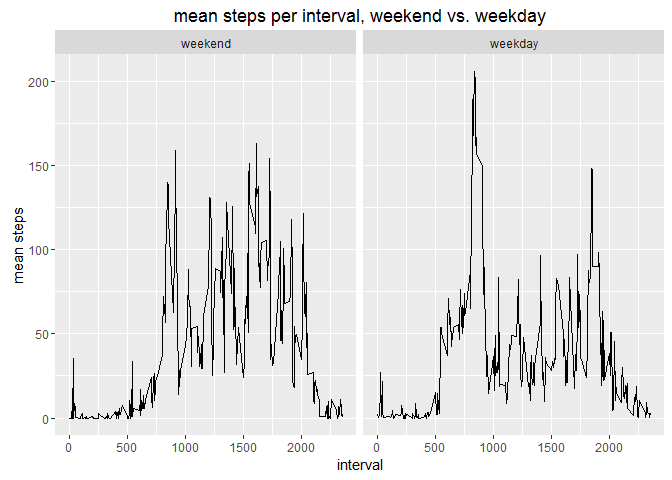 mean steps per interval, weekend vs. weekday
weekend weekday
200
150
100
50
0
mean steps
0 500 1000 1500 2000 0 500 1000 1500 2000
interval